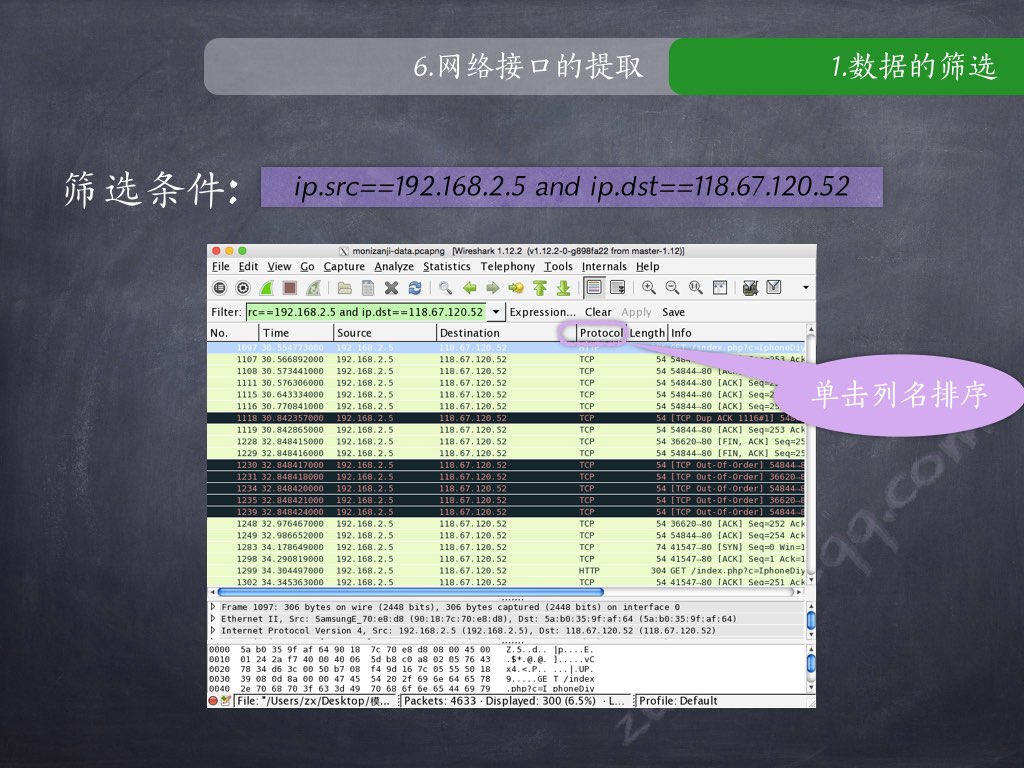 6.网络接口的提取
1.数据的筛选
筛选条件:
ip.src==192.168.2.5 and ip.dst==118.67.120.52
monizanji-data.pcapng [Wireshark 1.12.2 (v1.12.2-0-g898fa22 from master-1.12)]
File Edit View Go Capture Analyze Statistics Telephony Tools Internals Help
Filter: rc==192.168.2.5 and ip.dst==118.67.120.52 Expression... Clear Apply Save
No. Time Source Destination Protocol Length Info
1097 30.554773000 192.168.2.5 118.67.120.52 /index.php?c=IphoneDiy
1107 30.566892000 192.168.2.5 118.67.120.52 TCP 54 Seq=253 Ack
1108 30.573441000 192.168.2.5 118.67.120.52 TCP 54 54844→80
1111 30.576306000 192.168.2.5 118.67.120.52 TCP 54 54844→80 [ACK]
1115 30.643334000 192.168.2.5 118.67.120.52 TCP 54 54844→80 [ACK]
1116 30.770841000 192.168.2.5 118.67.120.52 TCP 54 54844→80 [ACK]
1118 30.842357000 192.168.2.5 118.67.120.52 TCP 54 [TCP Dup ACK 1116#1]
1119 30.842865000 192.168.2.5 118.67.120.52 TCP 54 54844→80 [ACK] Seq=253 Ack
1228 32.848415000 192.168.2.5 118.67.120.52 TCP 54 36620→80 [FIN, ACK] Seq=25
1229 32.848416000 192.168.2.5 118.67.120.52 TCP 54 54844→80 [FIN, ACK] Seq=25
1230 32.848417000 192.168.2.5 118.67.120.52 TCP 54 [TCP Out-Of-Order] 54844→8
1231 32.848418000 192.168.2.5 118.67.120.52 TCP 54 [TCP Out-Of-Order] 36620→8
1234 32.848420000 192.168.2.5 118.67.120.52 TCP 54 [TCP Out-Of-Order] 54844→8
1235 32.848421000 192.168.2.5 118.67.120.52 TCP 54 [TCP Out-Of-Order] 36620→8
1239 32.848424000 192.168.2.5 118.67.120.52 TCP 54 [TCP Out-Of-Order] 54844→8
1248 32.976467000 192.168.2.5 118.67.120.52 TCP 54 36620→80 [ACK] Seq=252 Ack
1249 32.986652000 192.168.2.5 118.67.120.52 TCP 54 54844→80 [ACK] Seq=254 Ack
1283 34.178649000 192.168.2.5 118.67.120.52 TCP 74 41547→80 [SYN] Seq=0 Win=1
1298 34.290819000 192.168.2.5 118.67.120.52 TCP 54 41547→80 [ACK] Seq=1 Ack=1
1299 34.304497000 192.168.2.5 118.67.120.52 HTTP 304 GET /index.php?c=IphoneDiy
1302 34.345363000 192.168.2.5 118.67.120.52 TCP 54 41547→80 [ACK] Seq=251 Ack
单击列名排序
Frame 1097: 306 bytes on wire (2448 bits), 306 bytes captured (2448 bits) on interface 0
Ethernet II, Src: SamsungE_70:e8:d8 (90:18:7c:70:e8:d8), Dst: 5a:b0:35:9f:af:64 (5a:b0:35:9f:af:64)
Internet Protocol Version 4, Src: 192.168.2.5 (192.168.2.5), Dst: 118.67.120.52 (118.67.120.52)
0000 5a b0 35 9f af 64 90 18 7c 70 e8 d8 08 00 45 00 Z.5..d.. |p....E.
0010 01 24 2a f7 40 00 40 06 5d b8 c0 a8 02 05 76 43 .$*.@.@. ].....vC
0020 78 34 d6 3c 00 50 b7 08 f4 9d 16 7c 05 55 50 18 x4.<.P.. ...|.UP.
0030 39 08 0d 8a 00 00 47 45 54 20 2f 69 6e 64 65 78 9.....GE T /index
0040 2e 70 68 70 3f 63 3d 49 70 68 6f 6e 65 44 69 79 .php?c=I phoneDiy
File: "/Users/zx/Desktop/模... Packets: 4633 · Displayed: 300 (6.5%) · L... Profile: Default